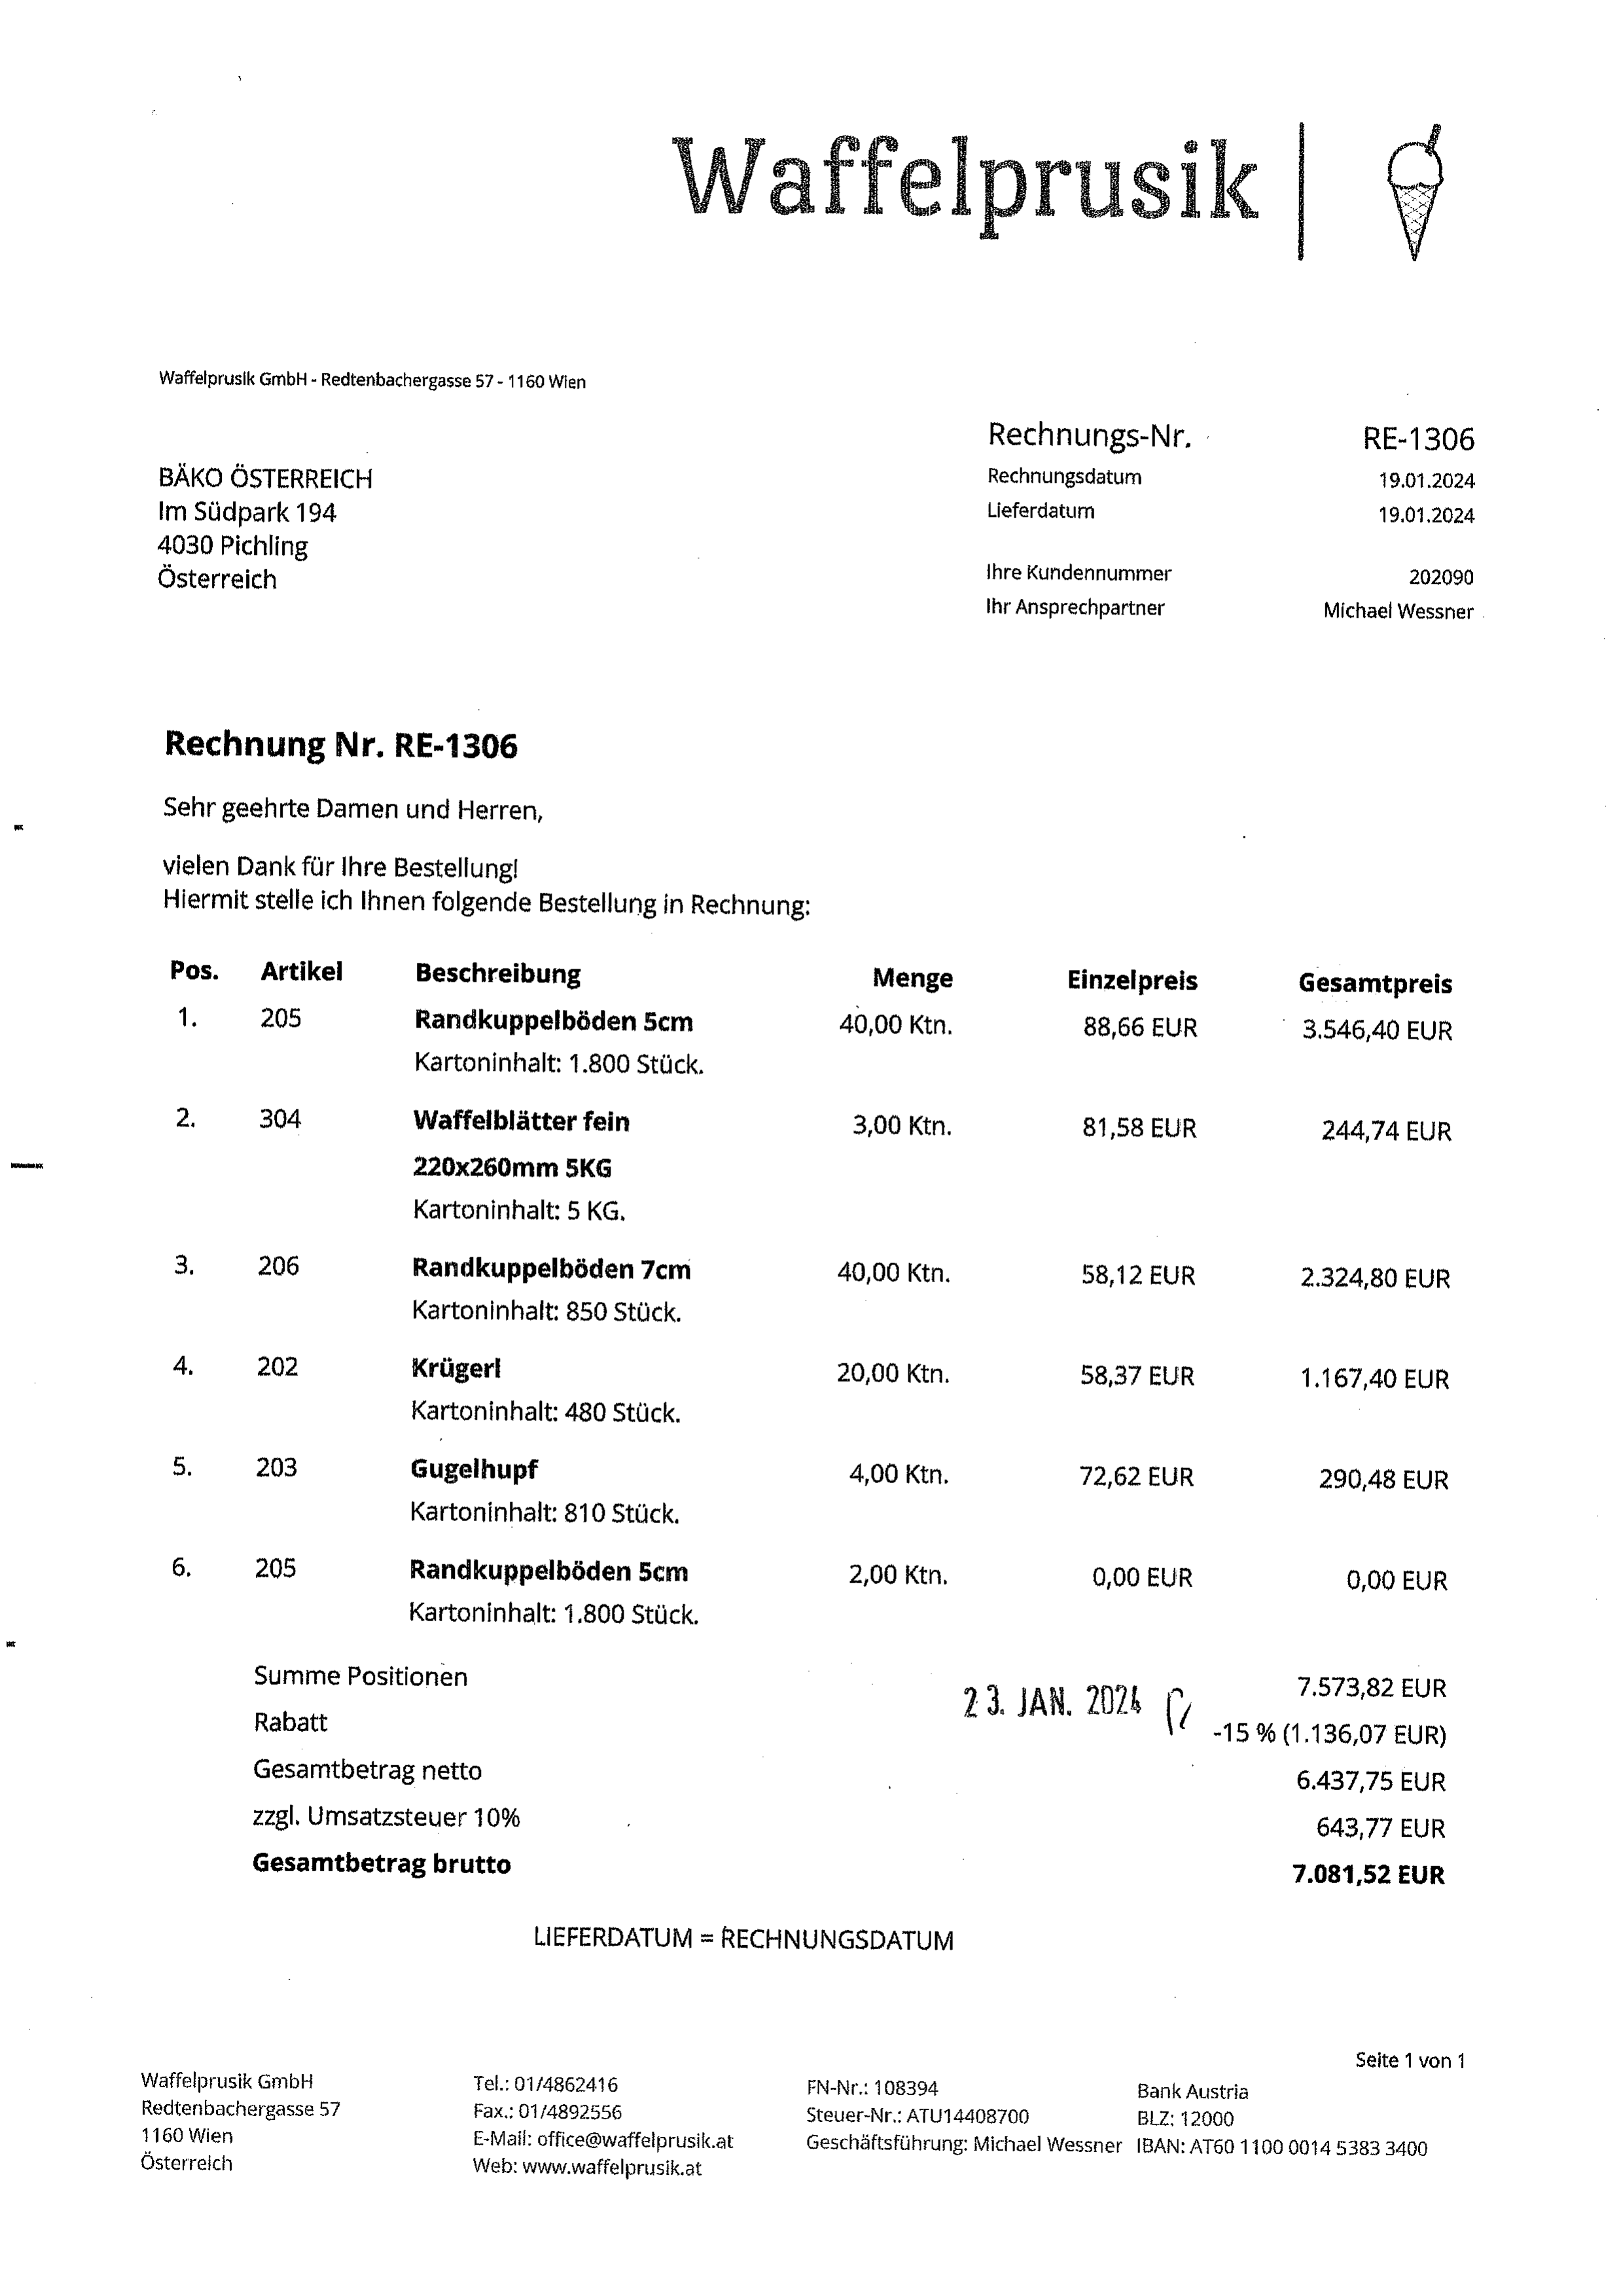 Waffelprusik
Waffelprusik GmbH - Redtenbachergasse 57 - 1160 Wien
BÄKO ÖSTERREICH
Im Südpark 194
4030 Pichling
Österreich
Rechnungs-Nr. RE-1306
Rechnungsdatum 19.01.2024
Lieferdatum 19.01.2024
Ihre Kundennummer 202090
Ihr Ansprechpartner Michael Wessner
Rechnung Nr. RE-1306
Sehr geehrte Damen und Herren,
vielen Dank für Ihre Bestellung!
Hiermit stelle ich Ihnen folgende Bestellung in Rechnung:
Pos. Artikel Beschreibung Menge Einzelpreis Gesamtpreis
1. 205 Randkuppelböden 5cm 40,00 Ktn. 88,66 EUR 3.546,40 EUR
Kartoninhalt: 1.800 Stück.
2. 304 Waffelblätter fein 3,00 Ktn. 81,58 EUR 244,74 EUR
220x260mm 5KG
Kartoninhalt: 5 KG.
3. 206 Randkuppelböden 7cm 40,00 Ktn. 58,12 EUR 2.324,80 EUR
Kartoninhalt: 850 Stück.
4. 202 Krügerl 20,00 Ktn. 58,37 EUR 1.167,40 EUR
Kartoninhalt: 480 Stück.
5. 203 Gugelhupf 4,00 Ktn. 72,62 EUR 290,48 EUR
Kartoninhalt: 810 Stück.
6. 205 Randkuppelböden 5cm 2,00 Ktn. 0,00 EUR 0,00 EUR
Kartoninhalt: 1.800 Stück.
Summe Positionen 7.573,82 EUR
23. JAN. 2024
Rabatt -15 % (1.136,07 EUR)
Gesamtbetrag netto 6.437,75 EUR
zzgl. Umsatzsteuer 10% 643,77 EUR
Gesamtbetrag brutto 7.081,52 EUR
LIEFERDATUM = RECHNUNGSDATUM
Seite 1 von 1
Waffelprusik GmbH
Redtenbachergasse 57
1160 Wien
Österreich
Tel.: 01/4862416
Fax.: 01/4892556
E-Mail: office@waffelprusik.at
Web: www.waffelprusik.at
FN-Nr.: 108394
Steuer-Nr.: ATU14408700
Geschäftsführung: Michael Wessner
Bank Austria
BLZ: 12000
IBAN: AT60 1100 0014 5383 3400